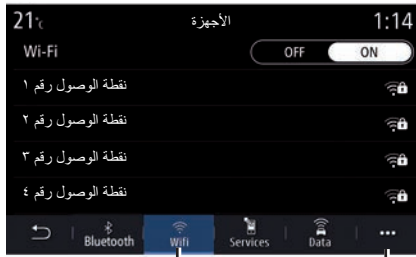 21°c الأجهزة 1:14
Wi-Fi OFF ON
نقطة الوصول رقم ١
نقطة الوصول رقم ٢
نقطة الوصول رقم ٣
نقطة الوصول رقم ٤
Bluetooth Wifi Services Data